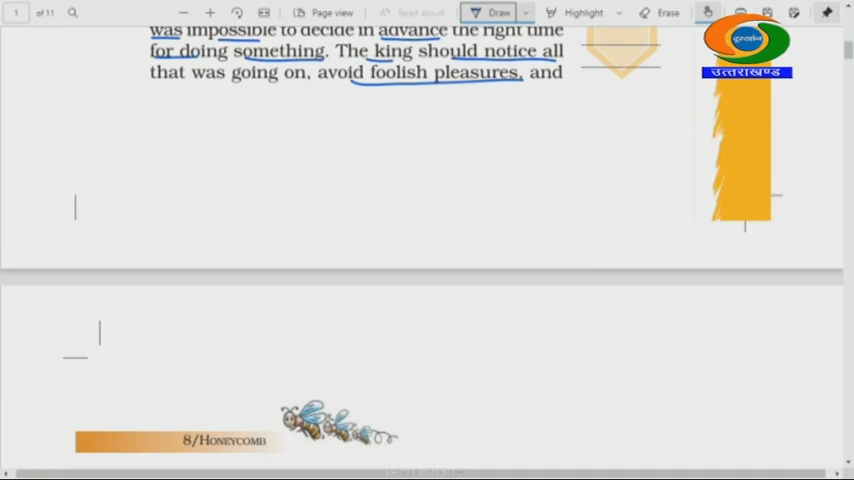 1 of 11 Page view Read aloud Draw Highlight Erase
दूरदर्शन
उत्तराखण्ड
was impossible to decide in advance the right time
for doing something. The king should notice all
that was going on, avoid foolish pleasures, and
8/HONEYCOMB